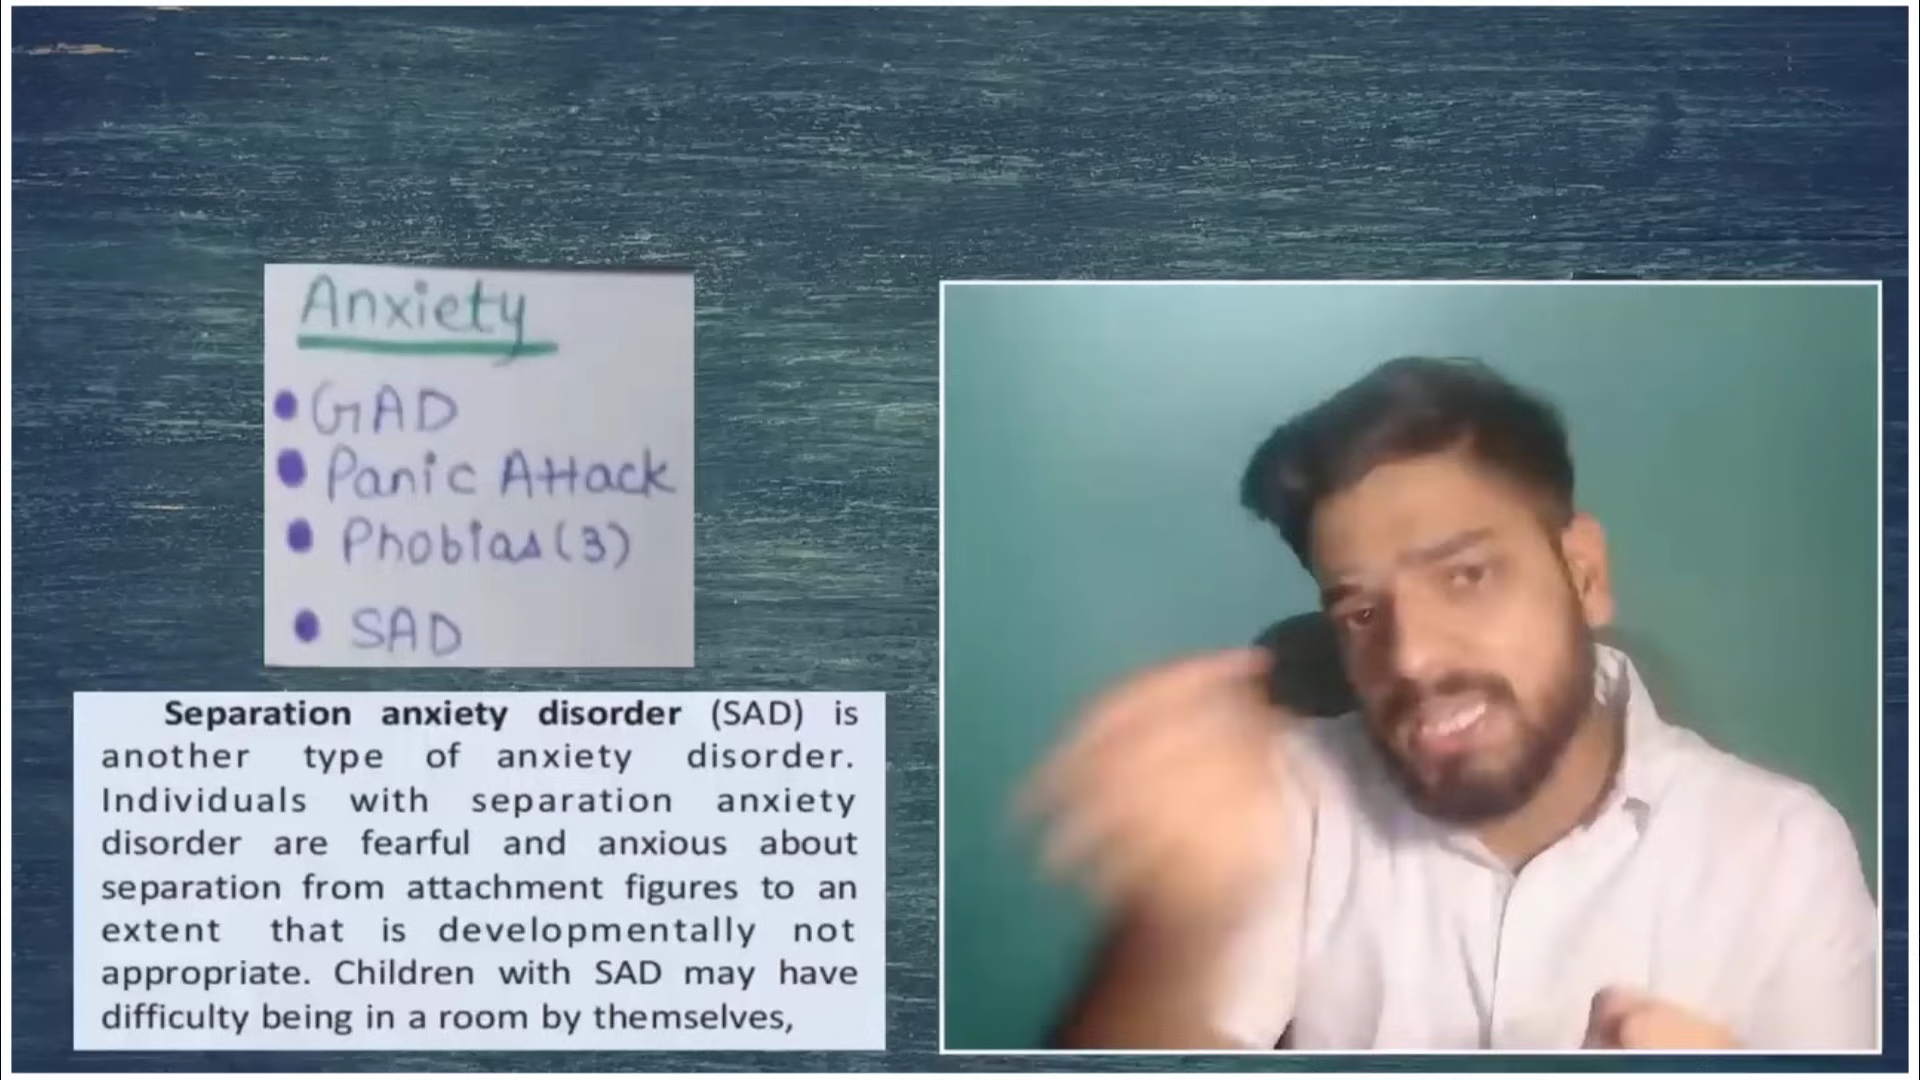 Anxiety
GAD
Panic Attack
Phobias (3)
SAD
Separation anxiety disorder (SAD) is
another type of anxiety disorder.
Individuals with separation anxiety
disorder are fearful and anxious about
separation from attachment figures to an
extent that is developmentally not
appropriate. Children with SAD may have
difficulty being in a room by themselves,